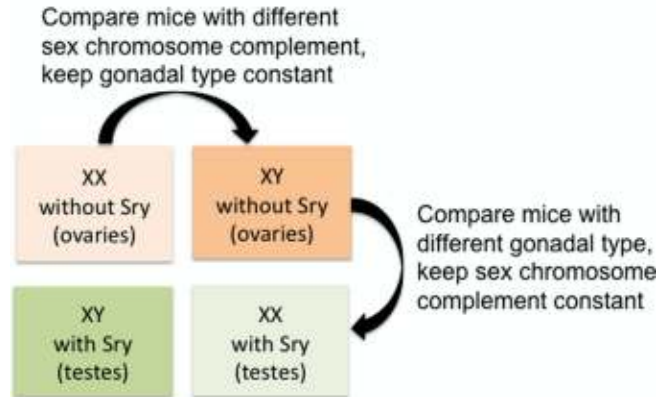 Compare mice with different
sex chromosome complement,
keep gonadal type constant
XX
without Sry
(ovaries)
XY
without Sry
(ovaries)
Compare mice with
different gonadal type,
keep sex chromosome
complement constant
XY
with Sry
(testes)
XX
with Sry
(testes)